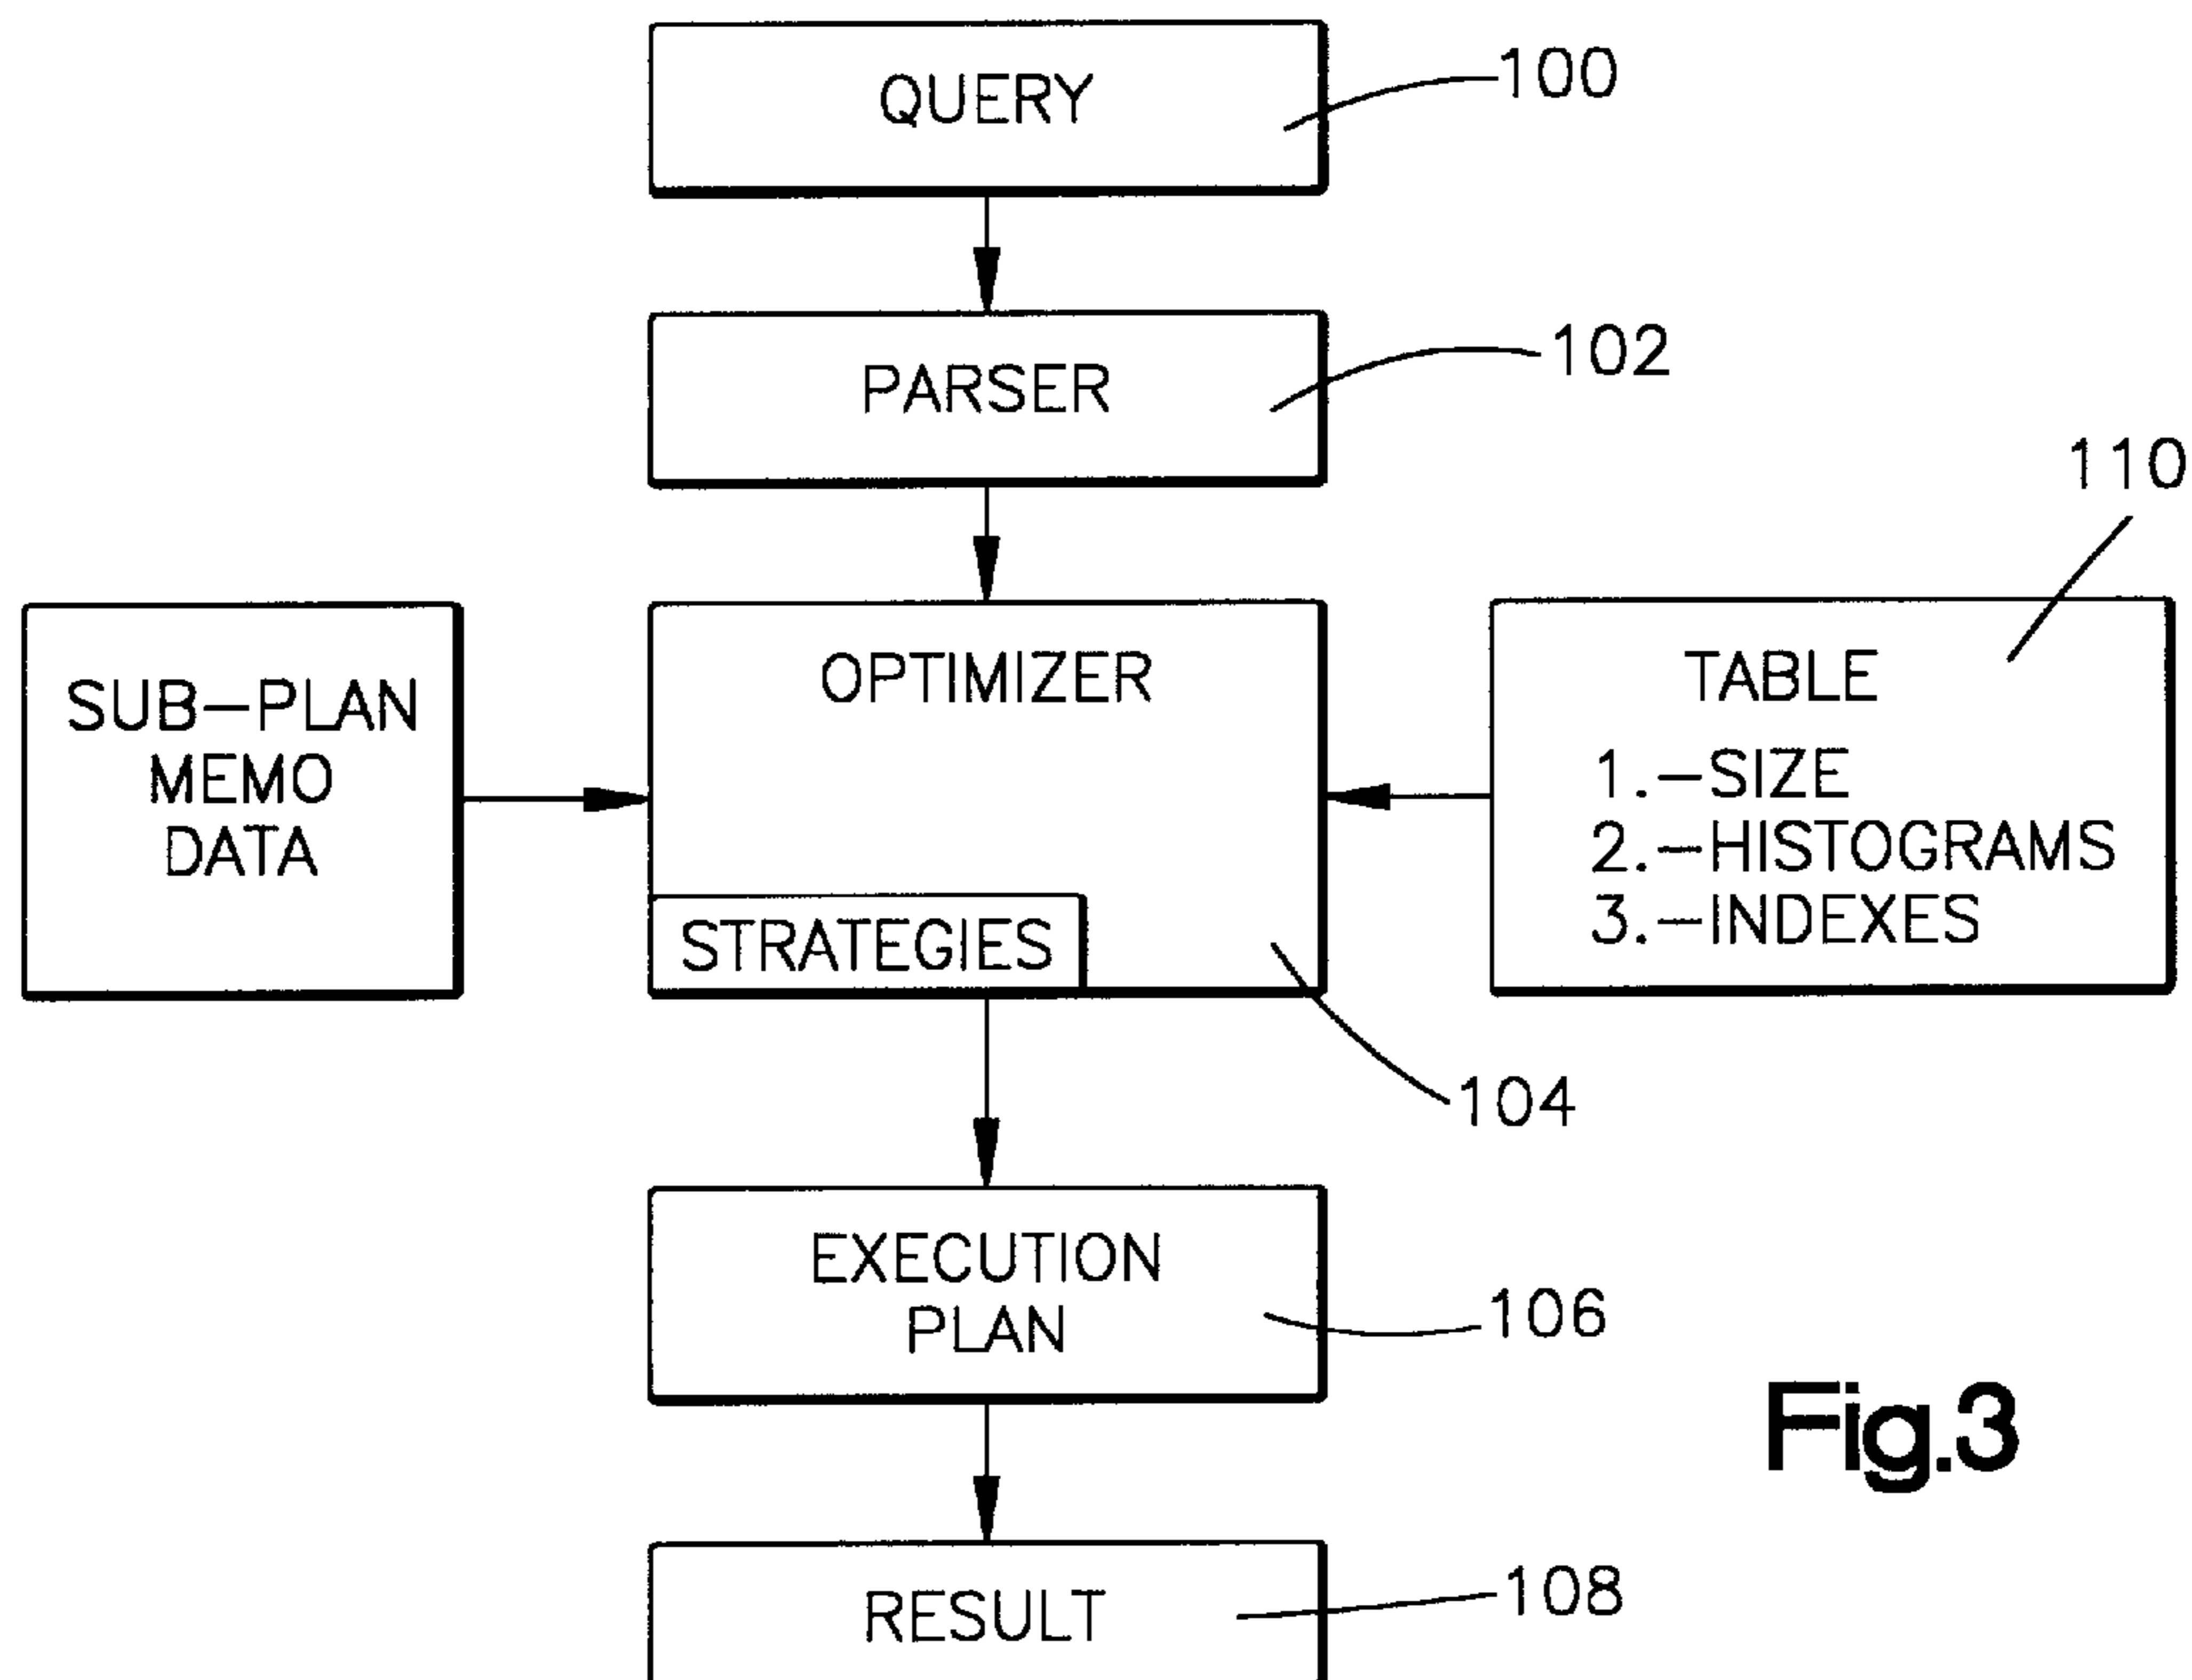 QUERY
100
PARSER
102
110
SUB-PLAN
MEMO
DATA
OPTIMIZER
STRATEGIES
TABLE
1.-SIZE
2.-HISTOGRAMS
3.-INDEXES
104
EXECUTION
PLAN
106
Fig.3
RESULT
108